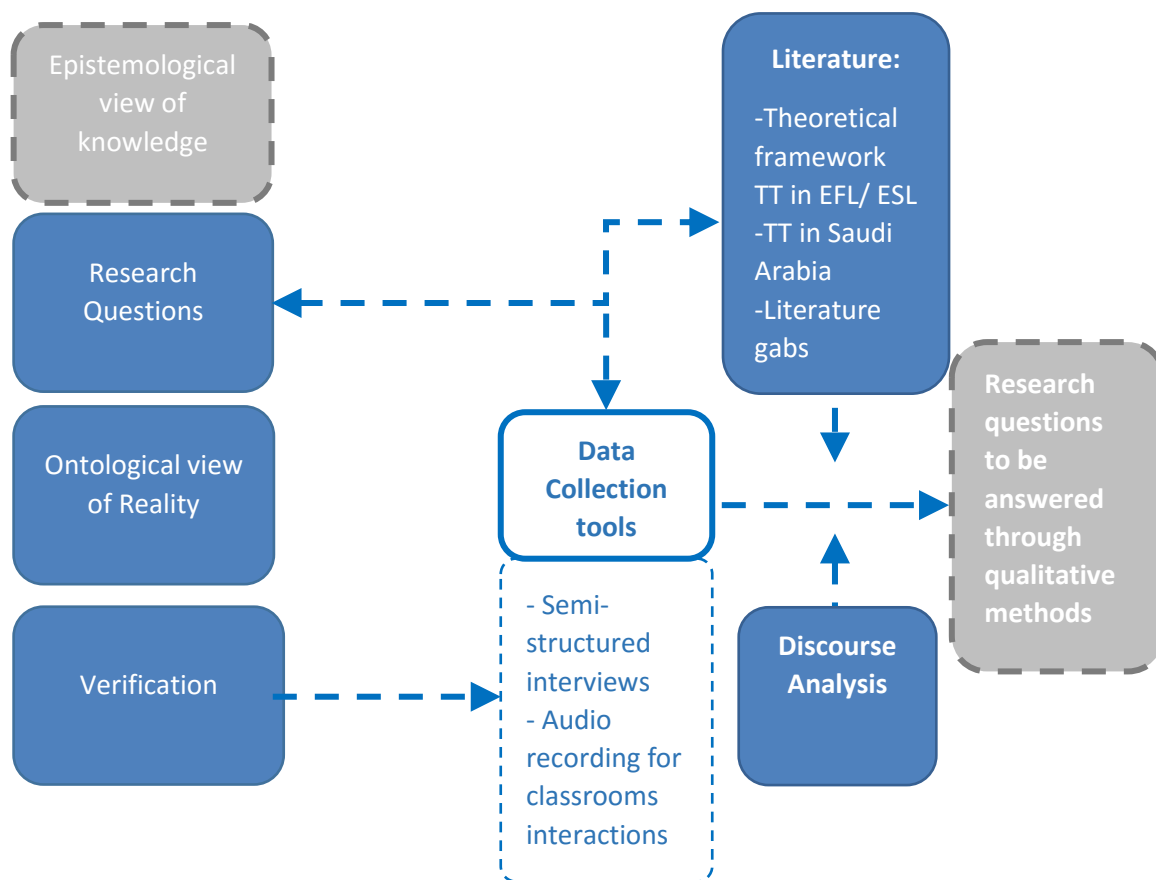 Epistemological
view of
knowledge
Research
Questions
Ontological view
of Reality
Verification
Data
Collection
tools
- Semi-
structured
interviews
- Audio
recording for
classrooms
interactions
Literature:
-Theoretical
framework
TT in EFL/ ESL
-TT in Saudi
Arabia
-Literature
gabs
Discourse
Analysis
Research
questions
to be
answered
through
qualitative
methods